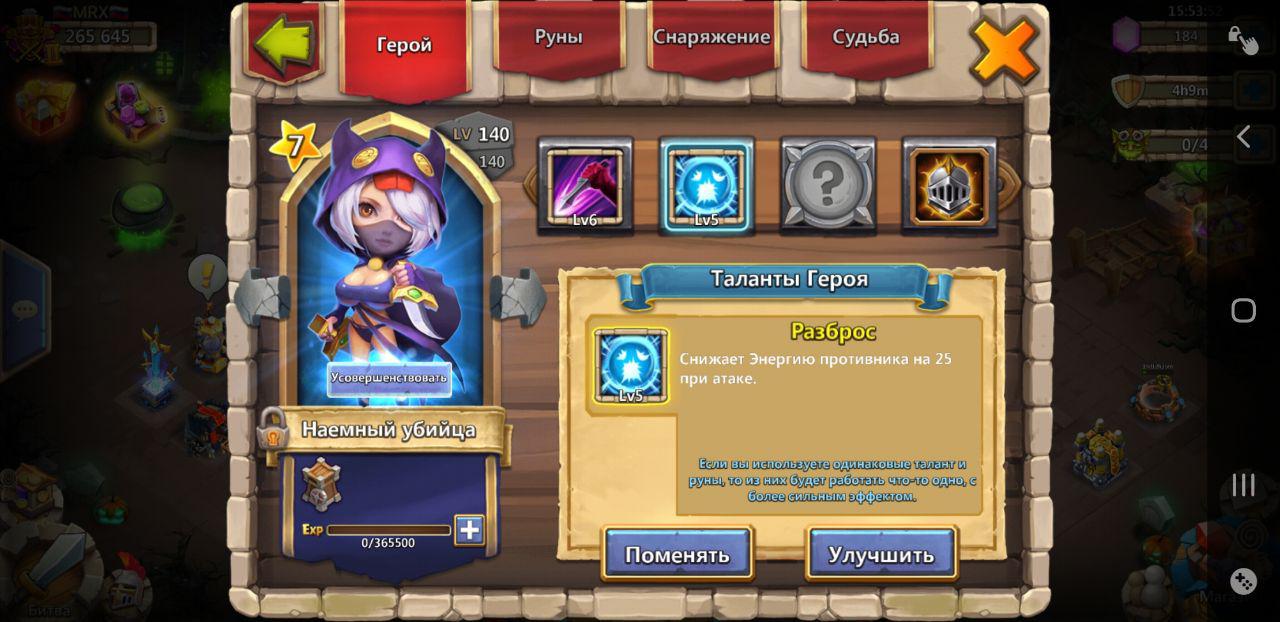 MRX
265 645
Герой
Руны
Снаряжение
Судьба
15:53:52
184
4h9m
0/4
7
LV 140
140
Lv6
Lv5
?
Таланты Героя
Разброс
Снижает Энергию противника на 25
при атаке.
Lv5
Усовершенствовать
Наемный убийца
Если вы используете одинаковые талант и
руны, то из них будет работать что-то одно, с
более сильным эффектом.
Exp
0/365500
Поменять
Улучшить
Битва